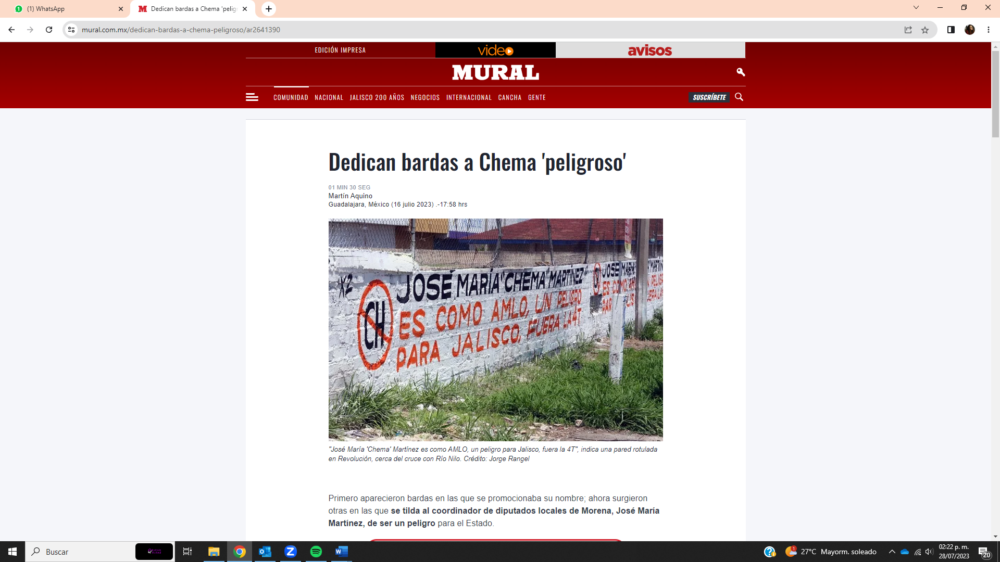 (1) WhatsApp
Dedican bardas a Chema 'pelig
mural.com.mx/dedican-bardas-a-chema-peligroso/ar2641390
EDICIÓN IMPRESA
video
avisos
MURAL
COMUNIDAD NACIONAL JALISCO 200 AÑOS NEGOCIOS INTERNACIONAL CANCHA GENTE
SUSCRÍBETE
Dedican bardas a Chema 'peligroso'
01 MIN 30 SEG
Martín Aquino
Guadalajara, México (16 julio 2023) .-17:58 hrs
X2
CH
JOSÉ MARÍA "CHEMA" MARTÍNEZ
ES COMO AMLO, UN PELIGRO
PARA JALISCO, FUERA LA 4T
JOSÉ MARÍA
ES COMO
PAR
"José María 'Chema' Martínez es como AMLO, un peligro para Jalisco, fuera la 4T", indica una pared rotulada
en Revolución, cerca del cruce con Río Nilo. Crédito: Jorge Rangel
Primero aparecieron bardas en las que se promocionaba su nombre; ahora surgieron
otras en las que se tilda al coordinador de diputados locales de Morena, José María
Martínez, de ser un peligro para el Estado.
Buscar
27°C Mayorm. soleado
02:22 p. m.
28/07/2023
20